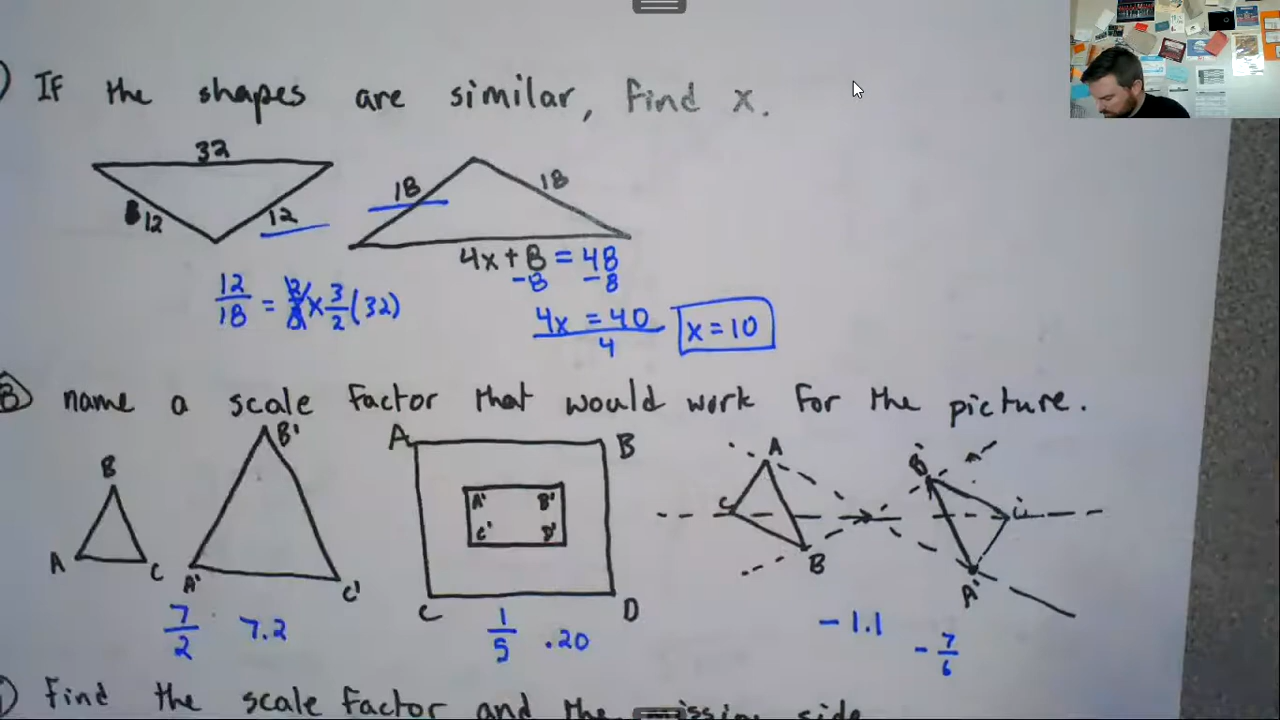 ) If the shapes are similar, find x.
32
12
12
18
18
4x + 8 = 48
-8 -8
12/18 = x 3/2 (32)
4x = 40
4
x = 10
B name a scale factor that would work for the picture.
A B C
A' B' C'
7/2 7.2
A B C D
A' B' C' D'
1/5 .20
A B C
B' A'
- 1.1
- 7/6
) Find the scale factor and the missing side